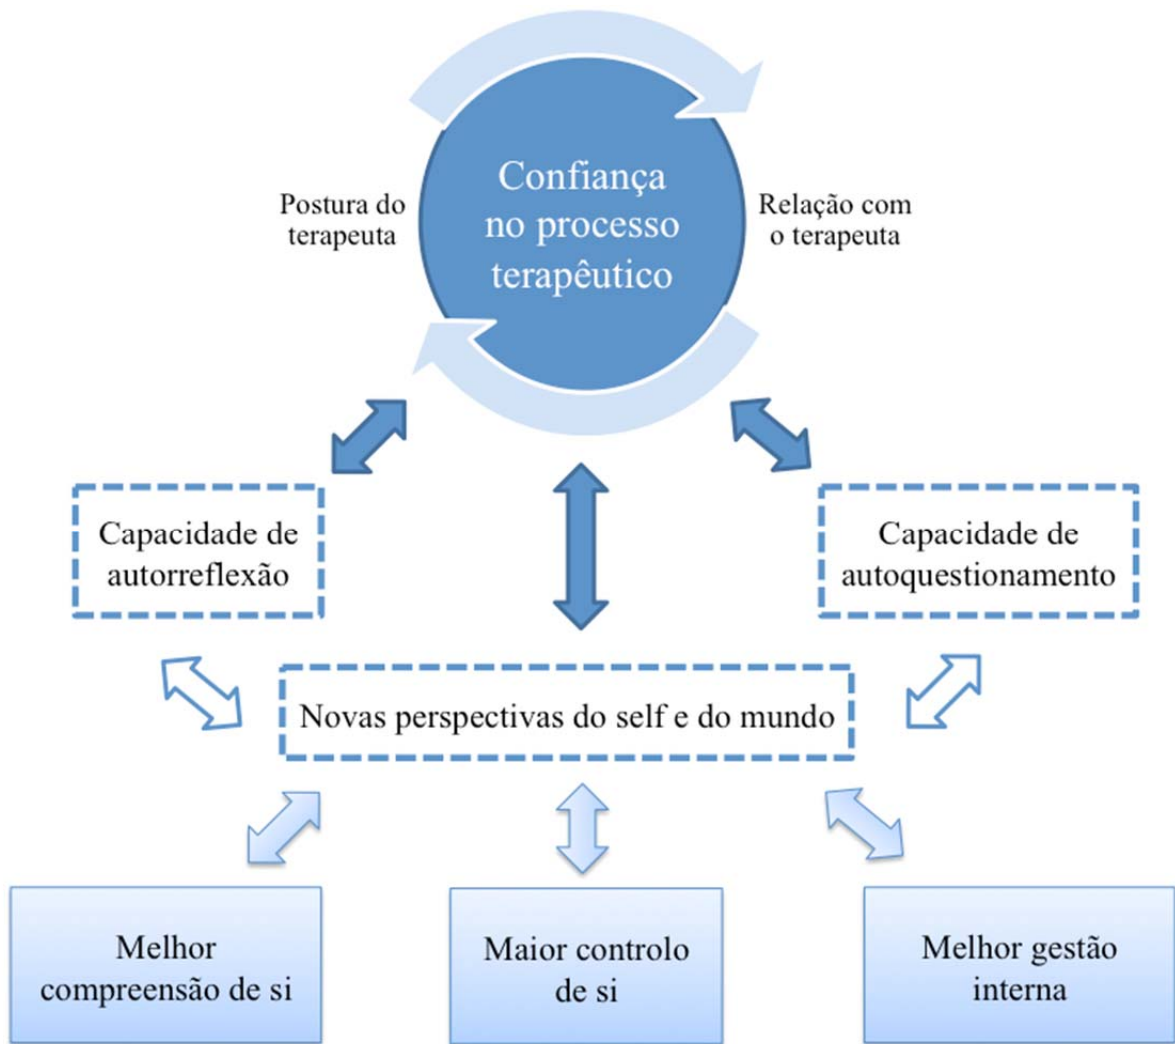 Confiança
no processo
terapêutico
Postura do
terapeuta
Relação com
o terapeuta
Capacidade de
autorreflexão
Capacidade de
autoquestionamento
Novas perspectivas do self e do mundo
Melhor
compreensão de si
Maior controlo
de si
Melhor gestão
interna